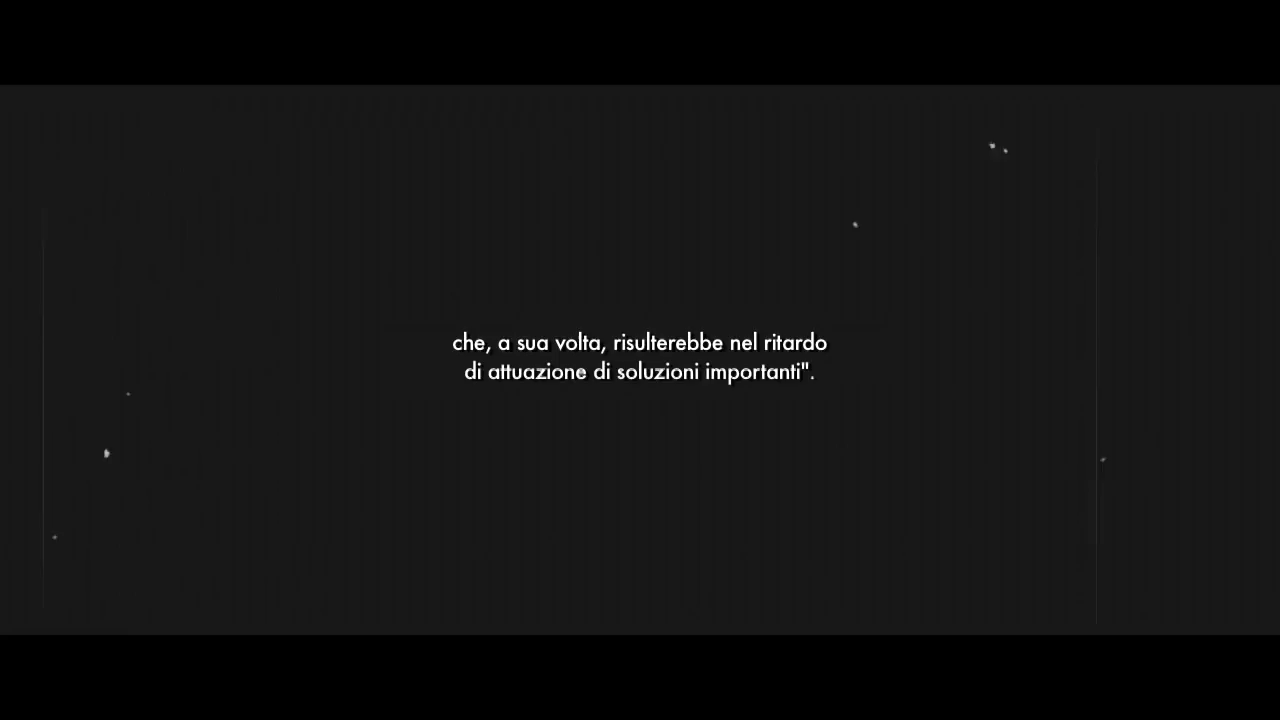 che, a sua volta, risulterebbe nel ritardo
di attuazione di soluzioni importanti".